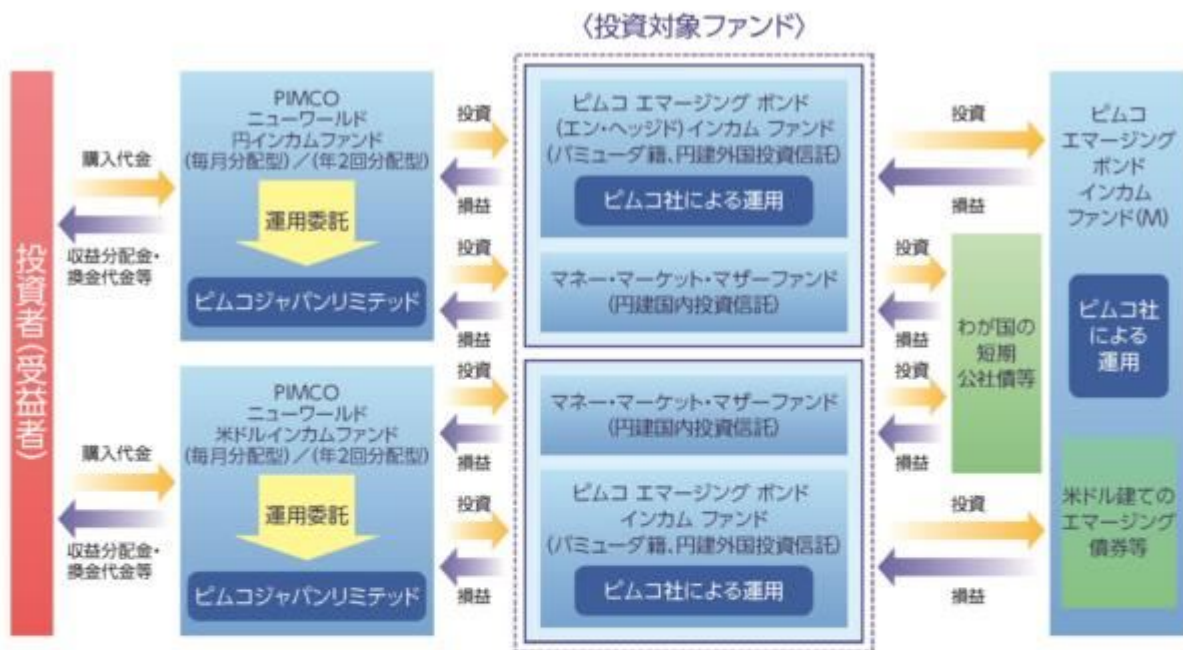 〈投資対象ファンド〉
投資者(受益者)
購入代金
収益分配金・
換金代金等
購入代金
収益分配金・
換金代金等
PIMCO
ニューワールド
円インカムファンド
(毎月分配型)/(年2回分配型)
運用委託
ピムコジャパンリミテッド
PIMCO
ニューワールド
米ドルインカムファンド
(毎月分配型)/(年2回分配型)
運用委託
ピムコジャパンリミテッド
投資
損益
投資
損益
投資
損益
投資
損益
ピムコ エマージング ボンド
(エン・ヘッジド)インカム ファンド
(バミューダ籍、円建外国投資信託)
ピムコ社による運用
マネー・マーケット・マザーファンド
(円建国内投資信託)
マネー・マーケット・マザーファンド
(円建国内投資信託)
ピムコ エマージング ボンド
インカム ファンド
(バミューダ籍、円建外国投資信託)
ピムコ社による運用
投資
損益
投資
損益
投資
損益
投資
損益
わが国の
短期
公社債等
ピムコ
エマージング
ボンド
インカム
ファンド(M)
ピムコ社
による
運用
米ドル建ての
エマージング
債券等